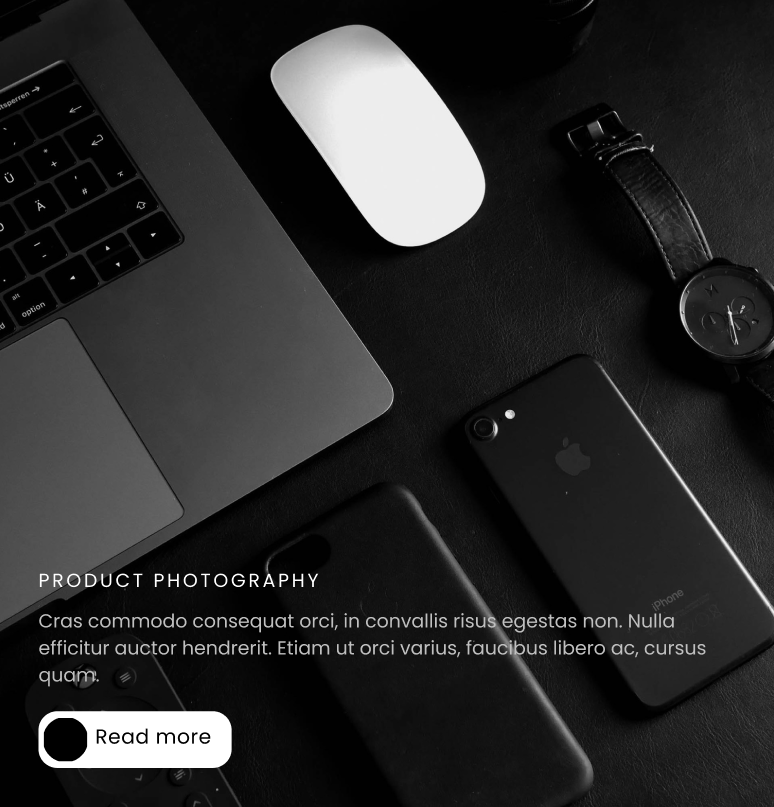 tsperren
Ü
+
*
Ä
#
'
alt
option
iPhone
PRODUCT PHOTOGRAPHY
Cras commodo consequat orci, in convallis risus egestas non. Nulla
efficitur auctor hendrerit. Etiam ut orci varius, faucibus libero ac, cursus
quam.
Read more